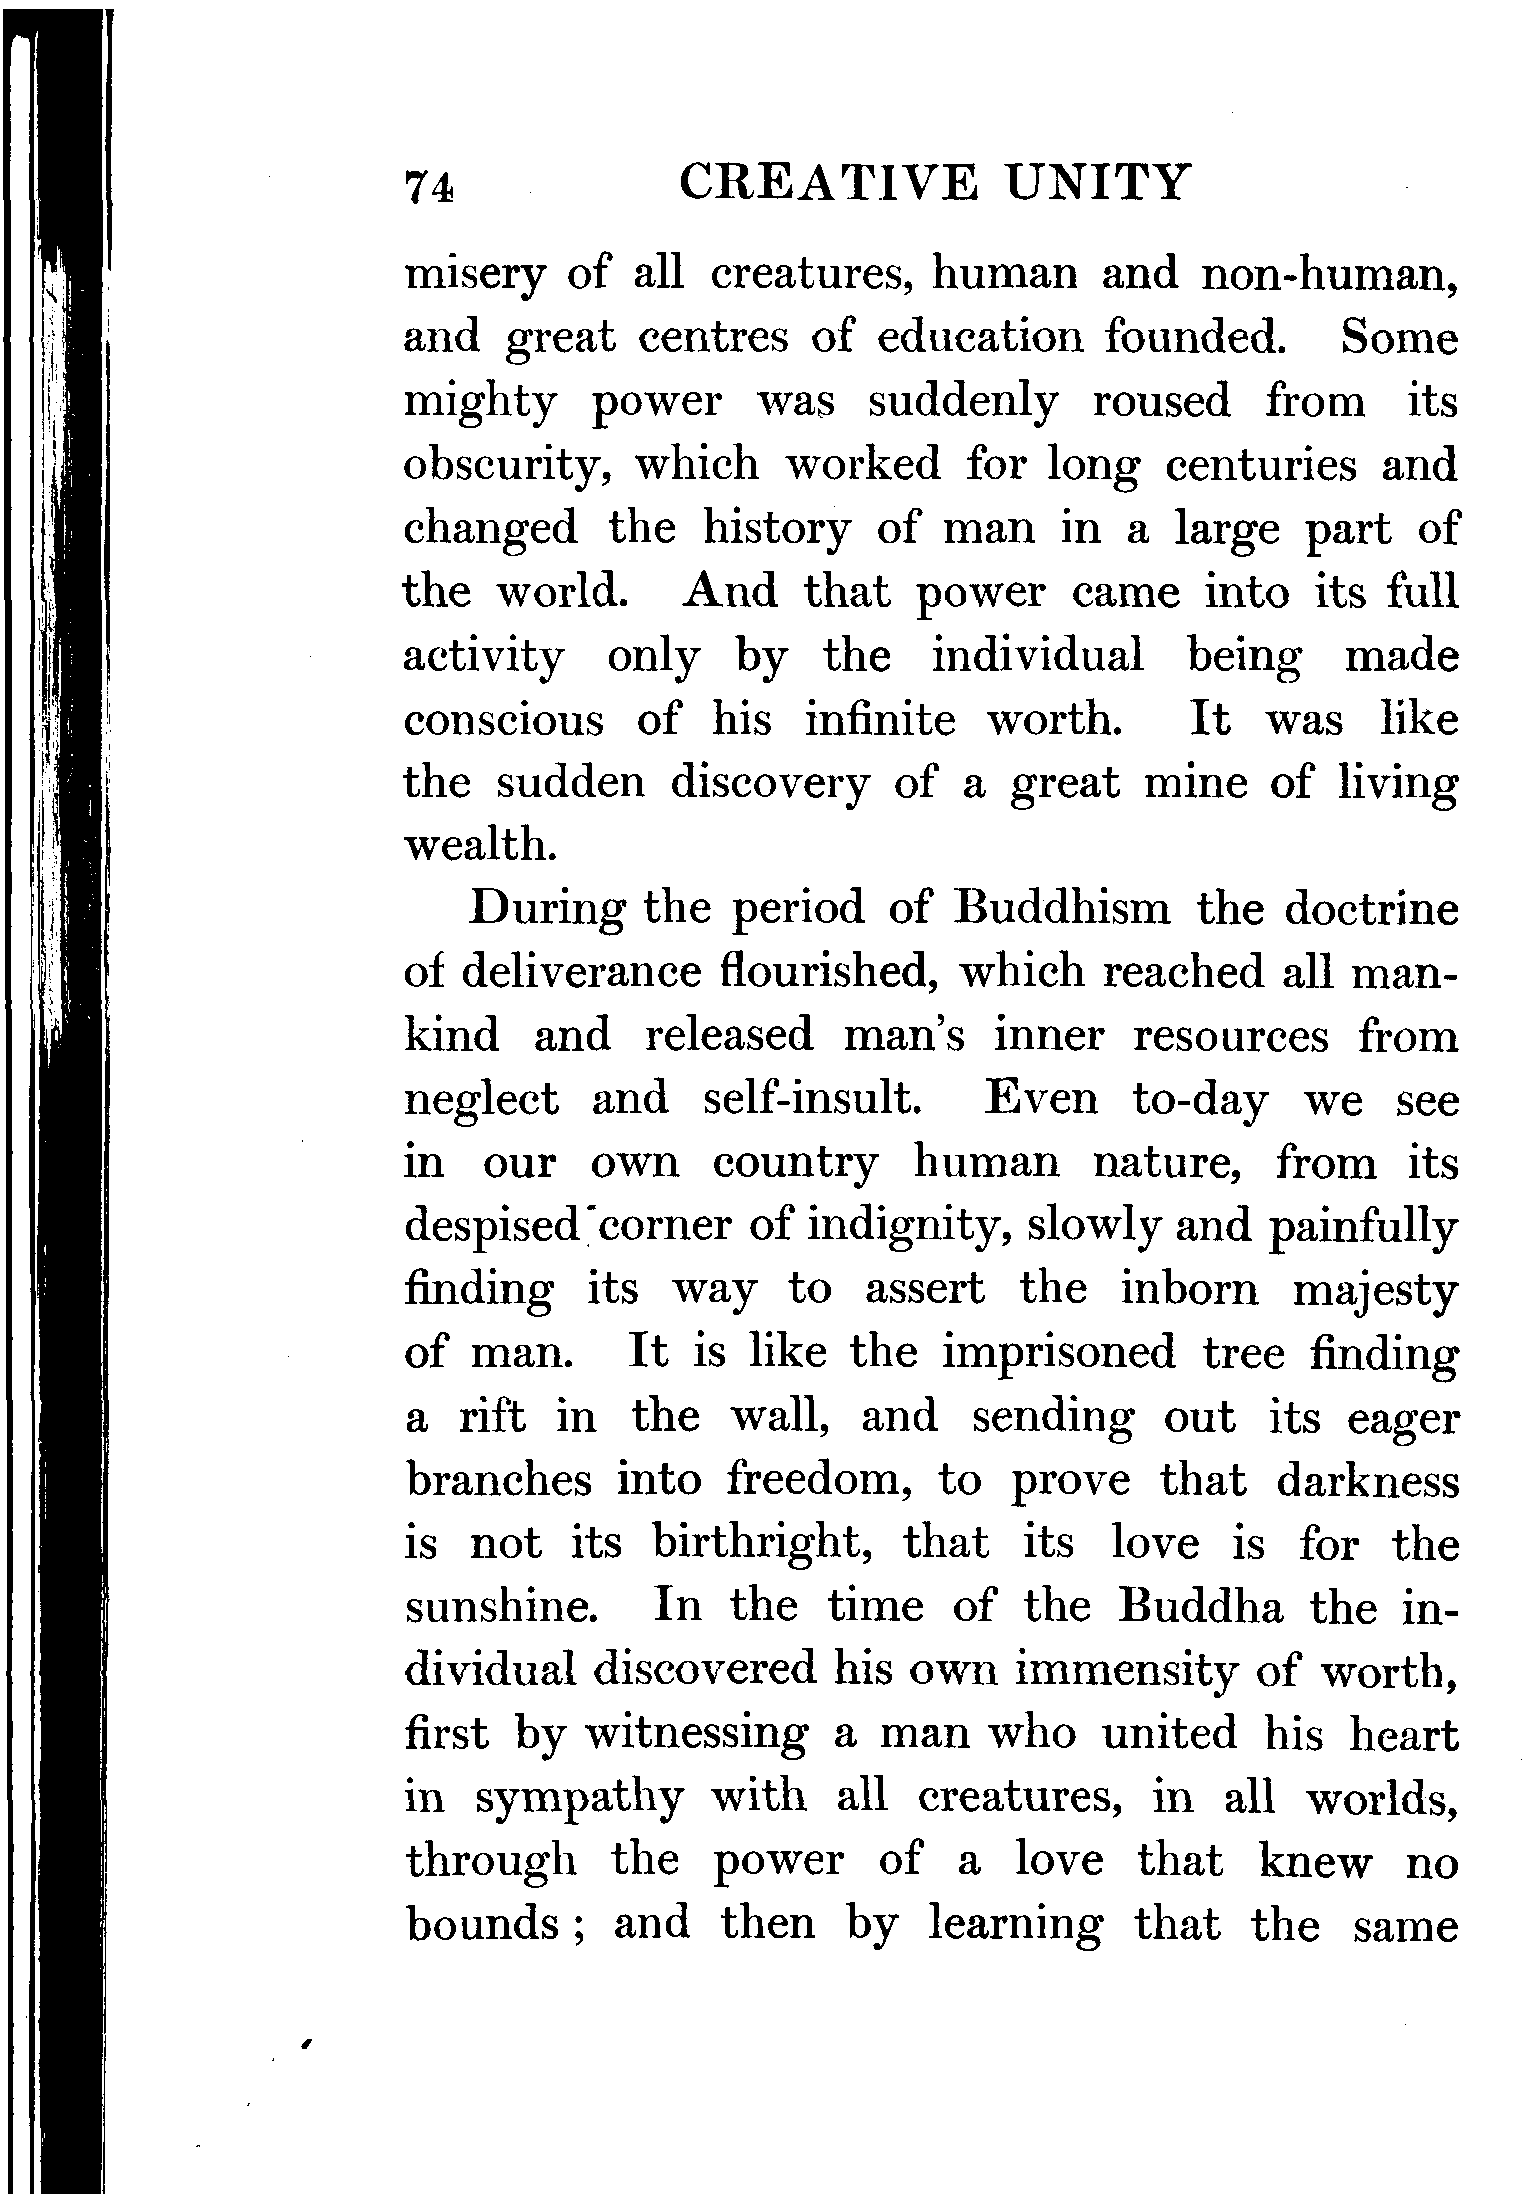 74 CREATIVE UNITY
misery of all creatures, human and non-human,
and great centres of education founded. Some
mighty power was suddenly roused from its
obscurity, which worked for long centuries and
changed the history of man in a large part of
the world. And that power came into its full
activity only by the individual being made
conscious of his infinite worth. It was like
the sudden discovery of a great mine of living
wealth.
During the period of Buddhism the doctrine
of deliverance flourished, which reached all man-
kind and released man's inner resources from
neglect and self-insult. Even to-day we see
in our own country human nature, from its
despised corner of indignity, slowly and painfully
finding its way to assert the inborn majesty
of man. It is like the imprisoned tree finding
a rift in the wall, and sending out its eager
branches into freedom, to prove that darkness
is not its birthright, that its love is for the
sunshine. In the time of the Buddha the in-
dividual discovered his own immensity of worth,
first by witnessing a man who united his heart
in sympathy with all creatures, in all worlds,
through the power of a love that knew no
bounds ; and then by learning that the same